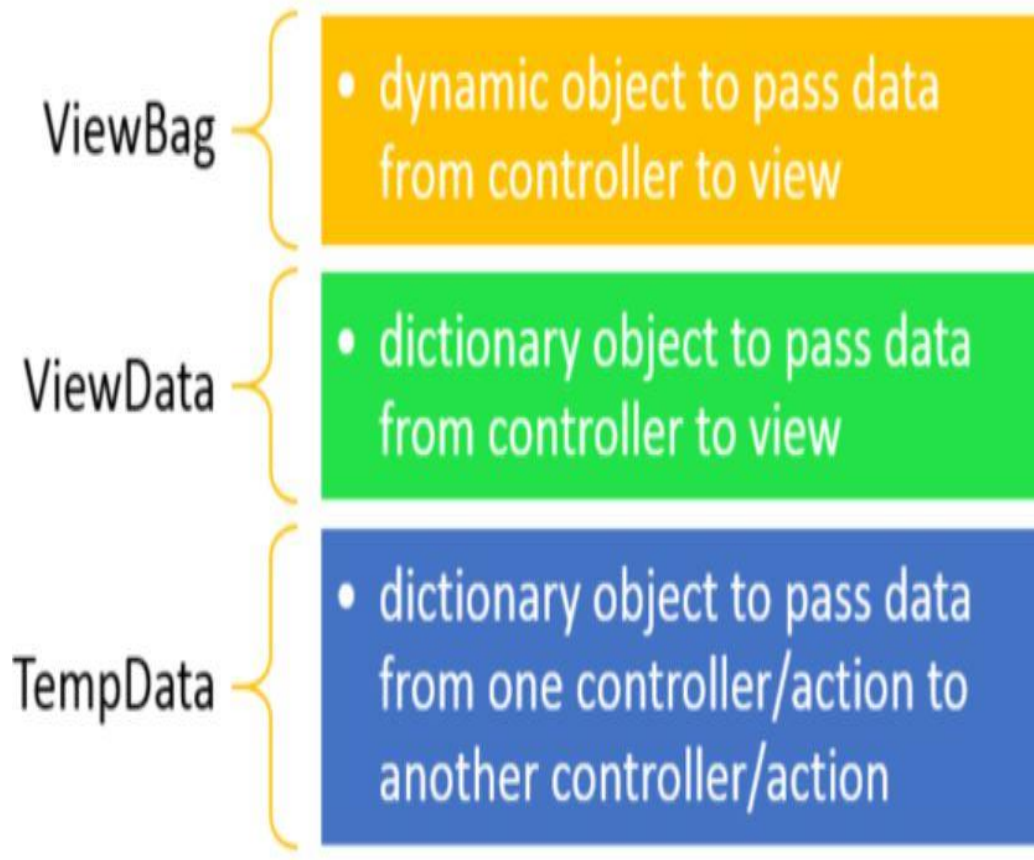 ViewBag
• dynamic object to pass data
from controller to view
ViewData
• dictionary object to pass data
from controller to view
TempData
• dictionary object to pass data
from one controller/action to
another controller/action